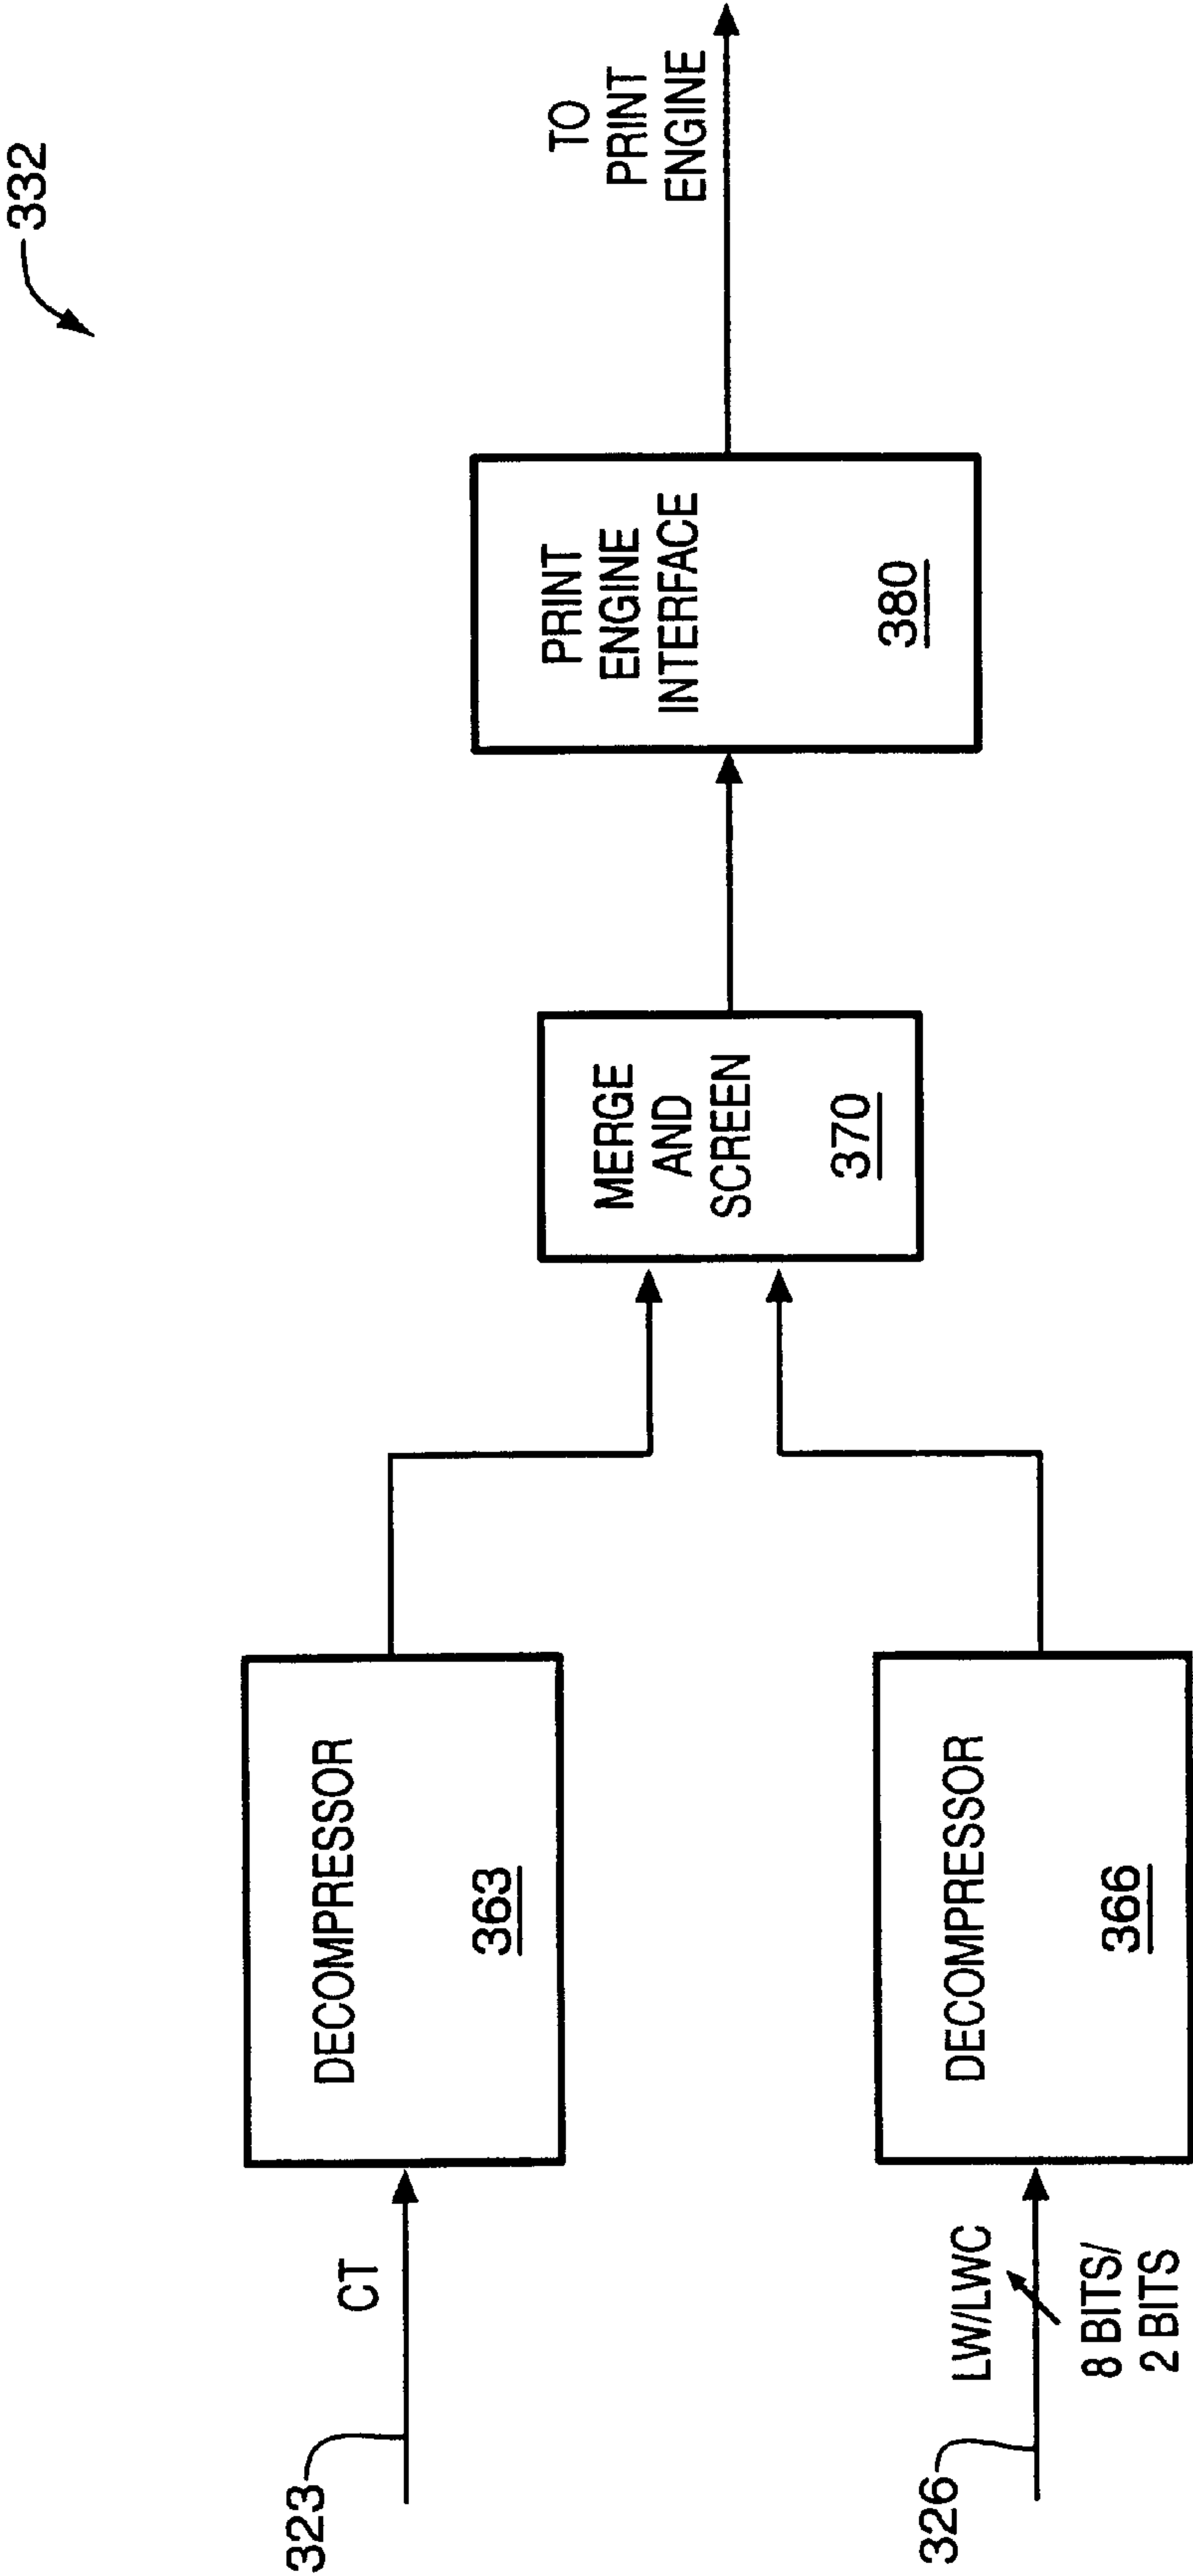 332
323
CT
DECOMPRESSOR
363
326
LW/LWC
8 BITS/
2 BITS
DECOMPRESSOR
366
MERGE
AND
SCREEN
370
PRINT
ENGINE
INTERFACE
380
TO
PRINT
ENGINE